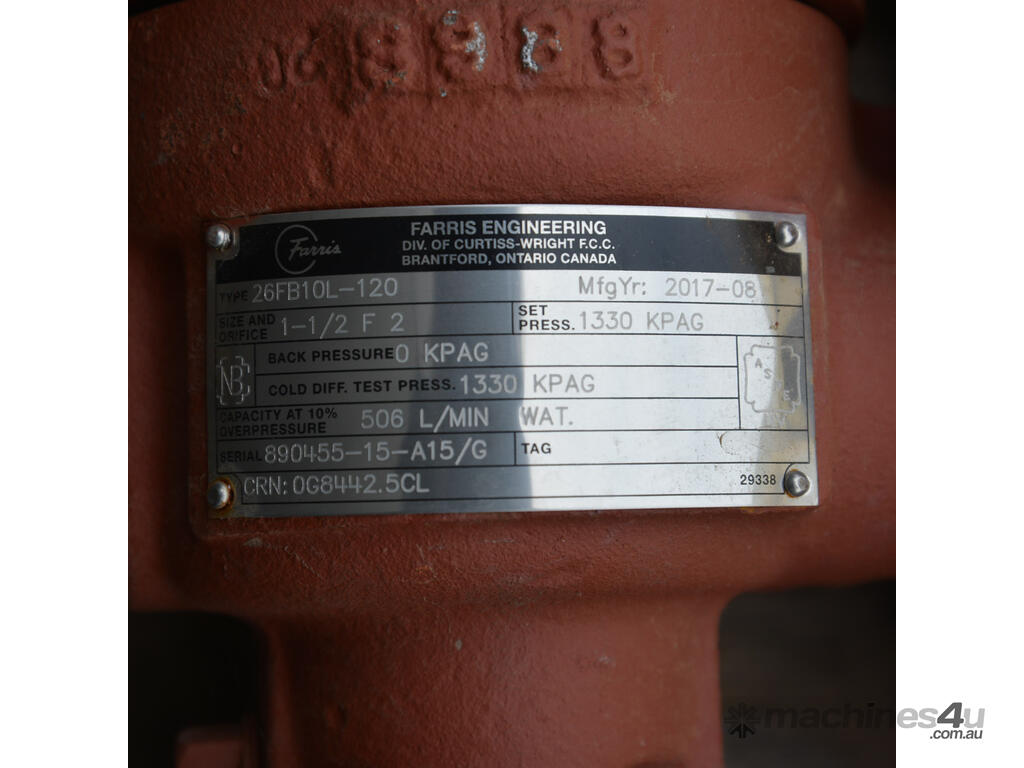 FARRIS ENGINEERING
Farris
DIV. OF CURTISS-WRIGHT F.C.C.
BRANTFORD, ONTARIO CANADA
TYPE 26FB10L-120 MfgYr: 2017-08
SIZE AND ORIFICE 1-1/2 F 2 SET PRESS. 1330 KPAG
BACK PRESSURE 0 KPAG
NB
COLD DIFF. TEST PRESS. 1330 KPAG
A S E
CAPACITY AT 10% OVERPRESSURE 506 L/MIN WAT.
SERIAL 890455-15-A15/G TAG
CRN: 0G8442.5CL 29338
machines4u
.com.au